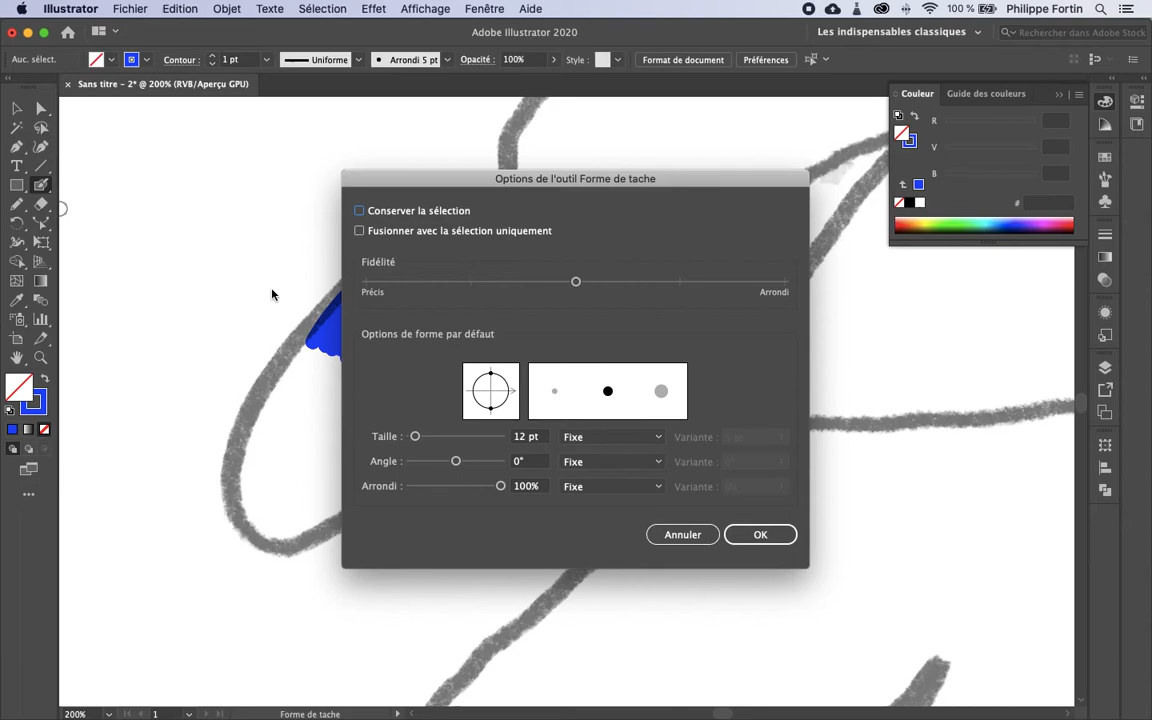 Illustrator Fichier Edition Objet Texte Sélection Effet Affichage Fenêtre Aide 100 % Philippe Fortin
Adobe Illustrator 2020 Les indispensables classiques Rechercher dans Adobe Stock
Auc. sélect. Contour : 1 pt Uniforme Arrondi 5 pt Opacité : 100% Style : Format de document Préférences
× Sans titre - 2* @ 200% (RVB/Aperçu GPU)
Couleur Guide des couleurs
R
V
B
#
Options de l'outil Forme de tache
Conserver la sélection
Fusionner avec la sélection uniquement
Fidélité
Précis Arrondi
Options de forme par défaut
Taille : 12 pt Fixe Variante :
Angle : 0° Fixe Variante :
Arrondi : 100% Fixe Variante :
Annuler OK
200% 1 Forme de tache